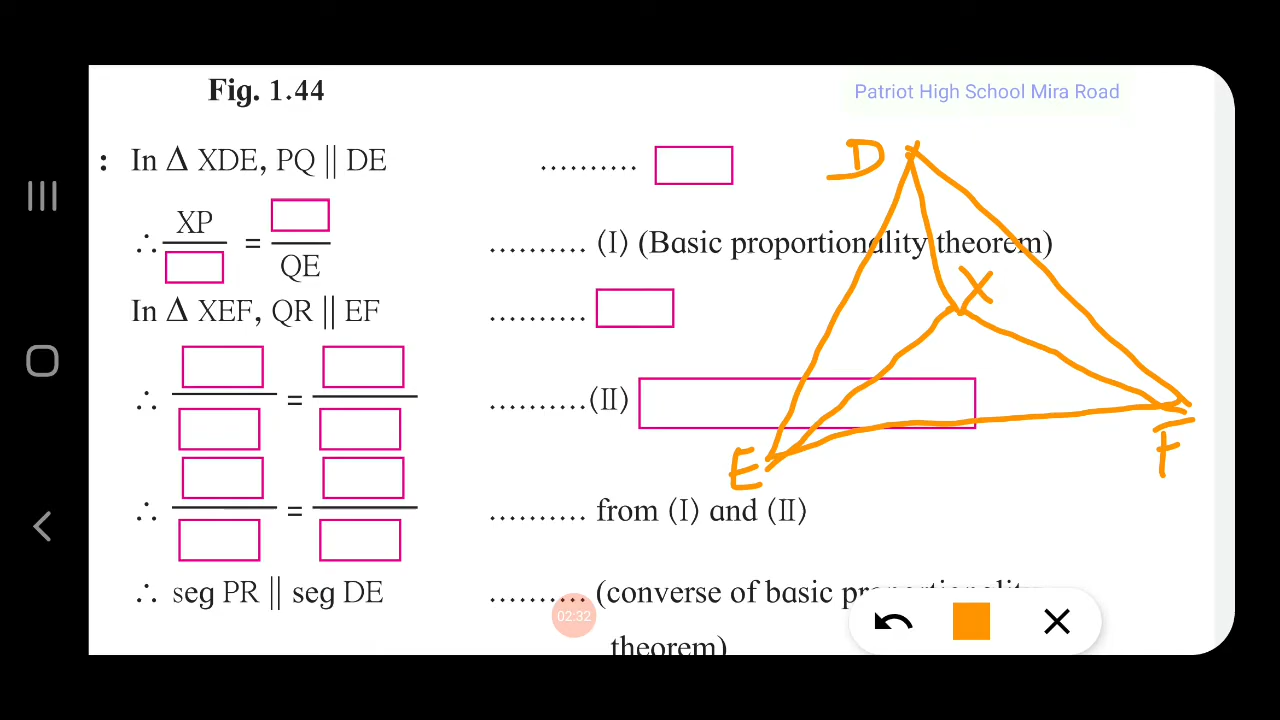 Fig. 1.44
Patriot High School Mira Road
: In Δ XDE, PQ || DE ..........
∴ XP/ = /QE .......... (I) (Basic proportionality theorem)
In Δ XEF, QR || EF ..........
∴ = ..........(II)
∴ = .......... from (I) and (II)
∴ seg PR || seg DE .......... (converse of basic proportionality
theorem)
D
X
E
F
02:32